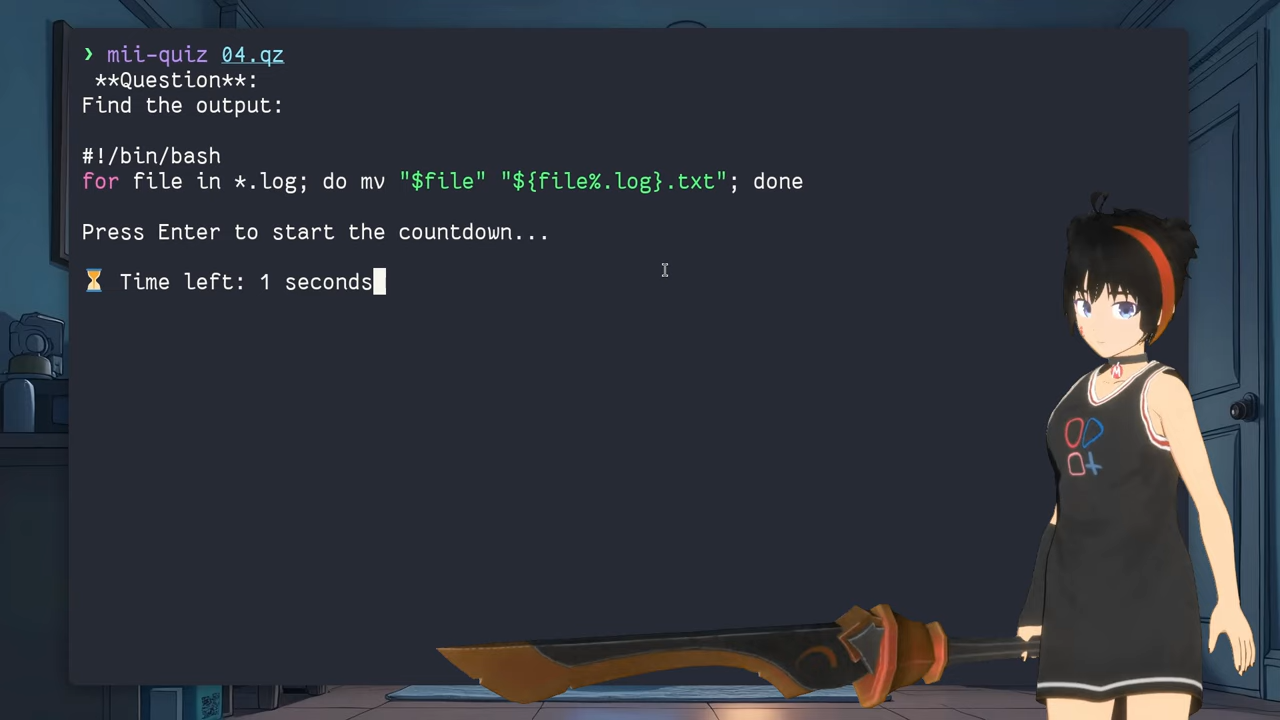 ❯ mii-quiz 04.qz
**Question**:
Find the output:
#!/bin/bash
for file in *.log; do mv "$file" "${file%.log}.txt"; done
Press Enter to start the countdown...
⏳ Time left: 1 seconds